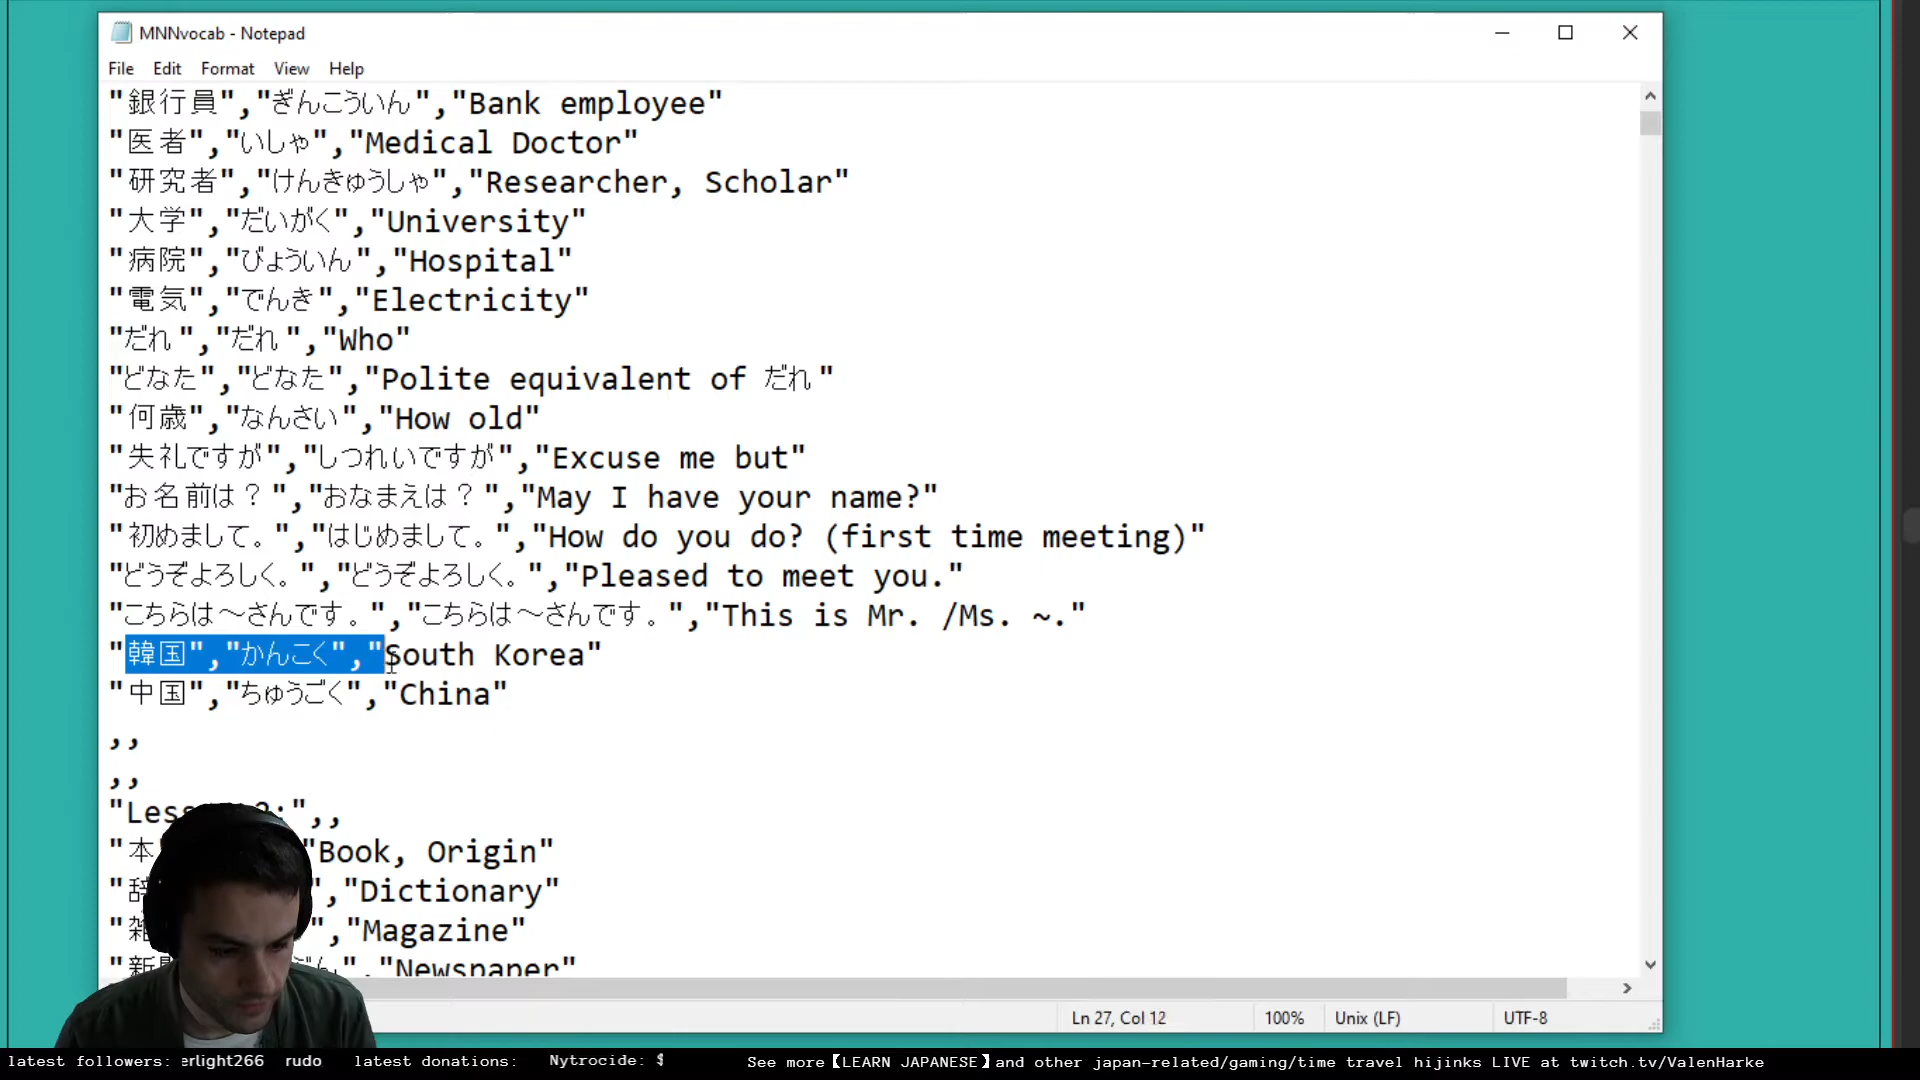 MNNvocab - Notepad
File Edit Format View Help
"銀行員","ぎんこういん","Bank employee"
"医者","いしゃ","Medical Doctor"
"研究者","けんきゅうしゃ","Researcher, Scholar"
"大学","だいがく","University"
"病院","びょういん","Hospital"
"電気","でんき","Electricity"
"だれ","だれ","Who"
"どなた","どなた","Polite equivalent of だれ"
"何歳","なんさい","How old"
"失礼ですが","しつれいですが","Excuse me but"
"お名前は？","おなまえは？","May I have your name?"
"初めまして。","はじめまして。","How do you do? (first time meeting)"
"どうぞよろしく。","どうぞよろしく。","Pleased to meet you."
"こちらは～さんです。","こちらは～さんです。","This is Mr. /Ms. ~."
"韓国","かんこく","South Korea"
"中国","ちゅうごく","China"
,,
,,
:",,
"本 "Book, Origin"
"辞 ","Dictionary"
"雑 ","Magazine"
"新 ","Newspaper"
Ln 27, Col 12 100% Unix (LF) UTF-8
latest followers: erlight266 rudo latest donations: Nytrocide: $ See more【LEARN JAPANESE】and other japan-related/gaming/time travel hijinks LIVE at twitch.tv/ValenHarke